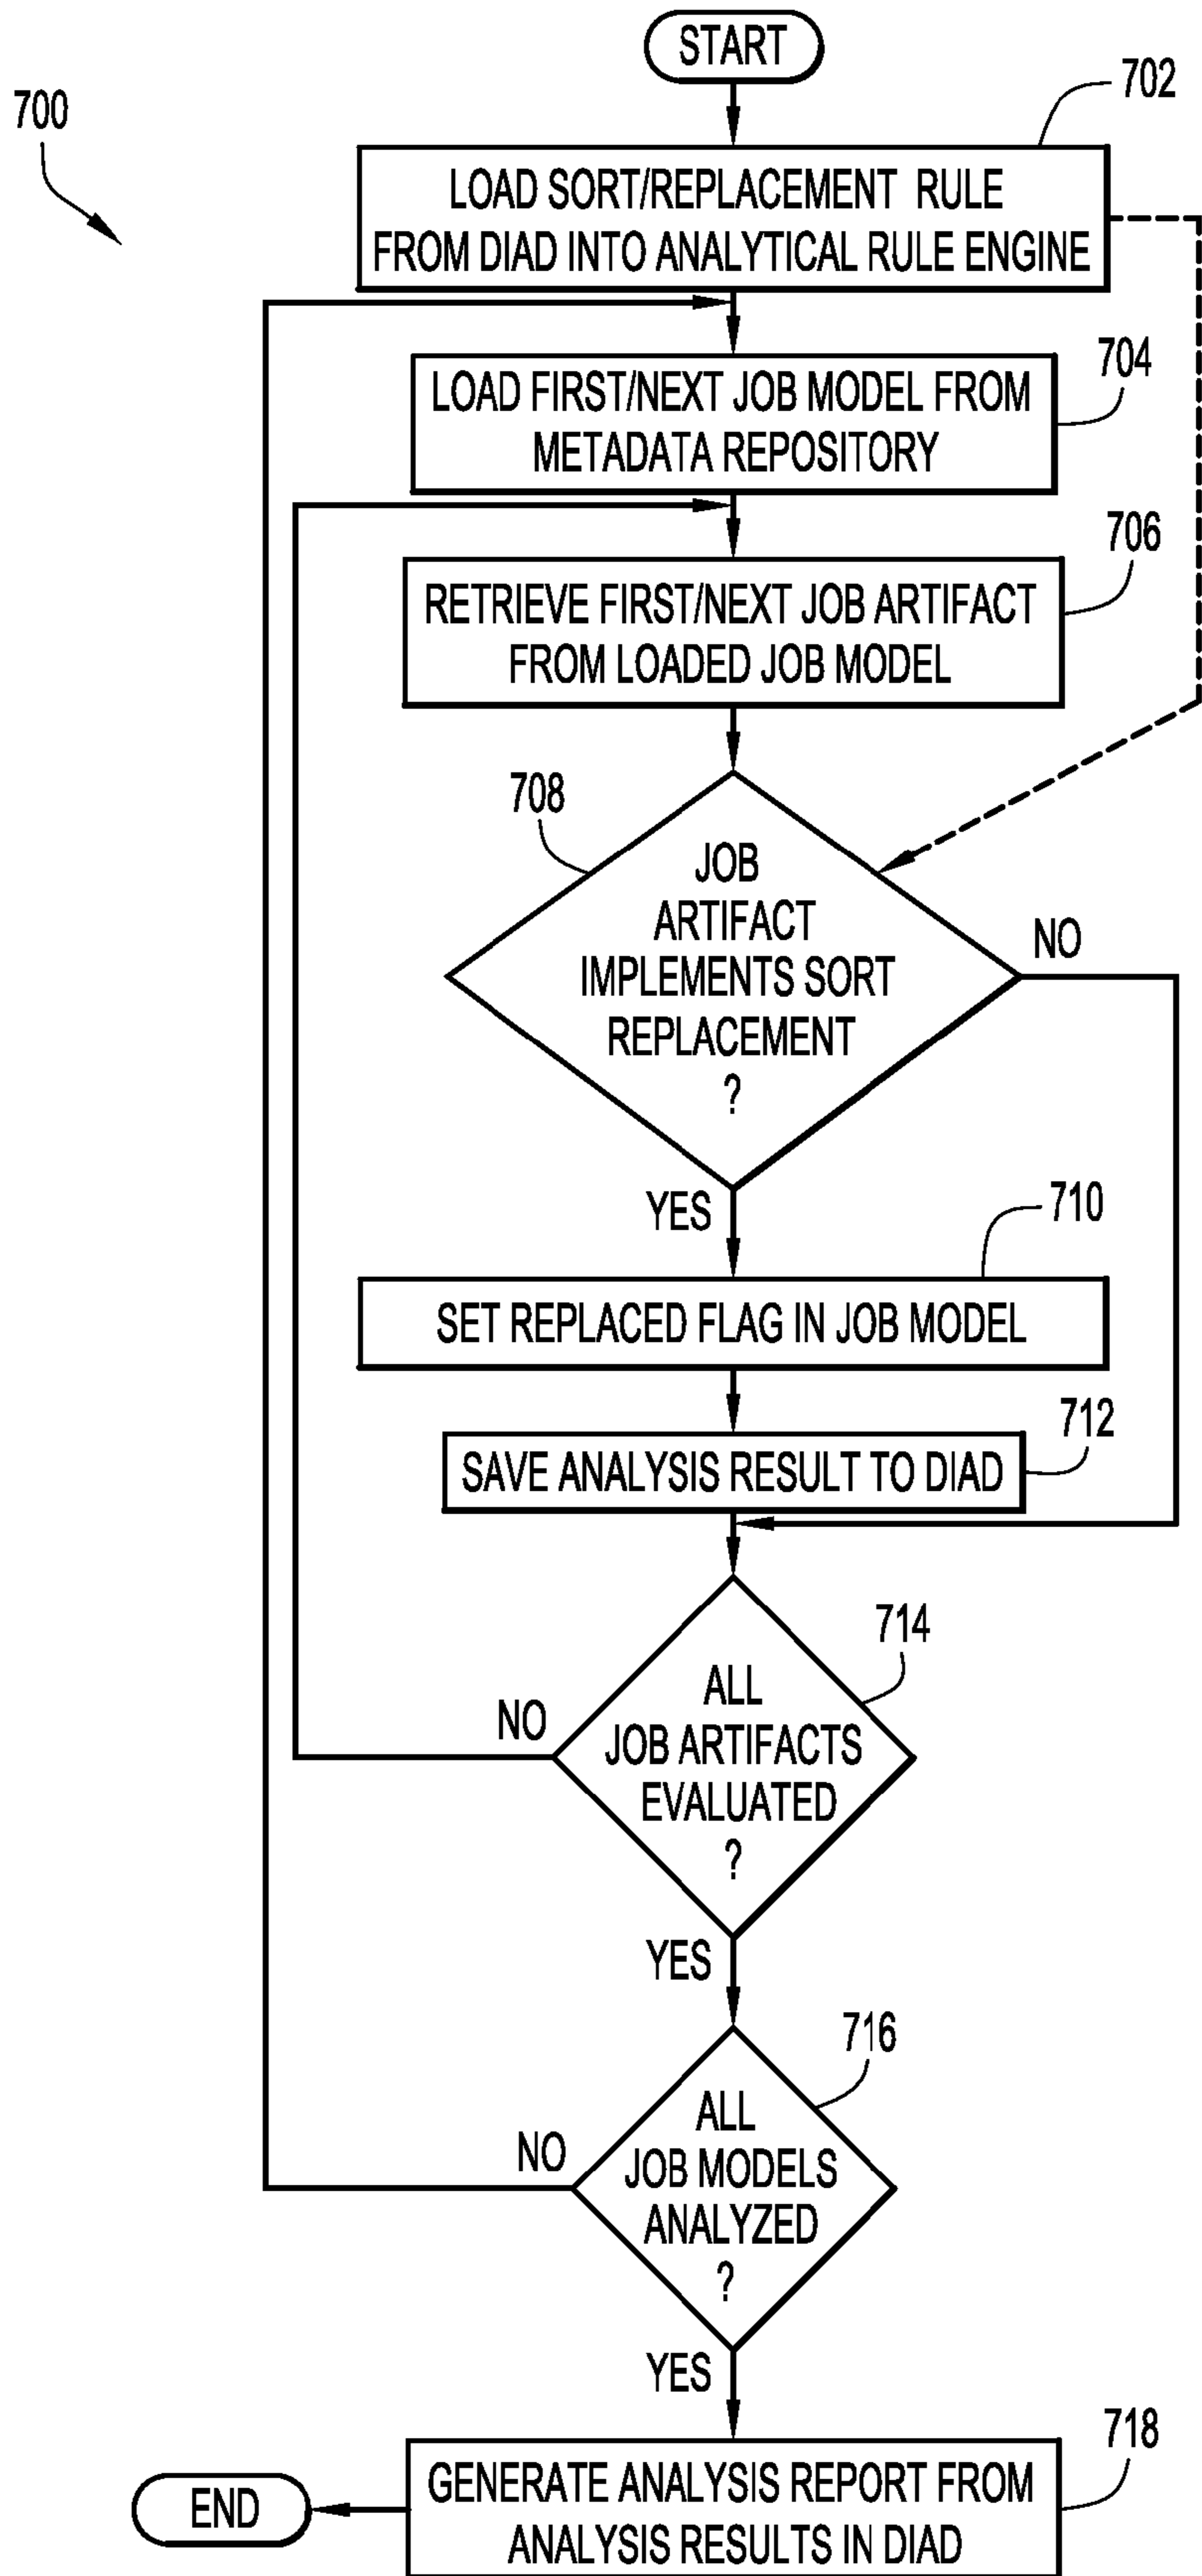 START
700
702
LOAD SORT/REPLACEMENT RULE
FROM DIAD INTO ANALYTICAL RULE ENGINE
704
LOAD FIRST/NEXT JOB MODEL FROM
METADATA REPOSITORY
706
RETRIEVE FIRST/NEXT JOB ARTIFACT
FROM LOADED JOB MODEL
708
JOB
ARTIFACT
IMPLEMENTS SORT
REPLACEMENT
?
NO
YES
710
SET REPLACED FLAG IN JOB MODEL
712
SAVE ANALYSIS RESULT TO DIAD
714
ALL
JOB ARTIFACTS
EVALUATED
?
NO
YES
716
ALL
JOB MODELS
ANALYZED
?
NO
YES
718
GENERATE ANALYSIS REPORT FROM
ANALYSIS RESULTS IN DIAD
END